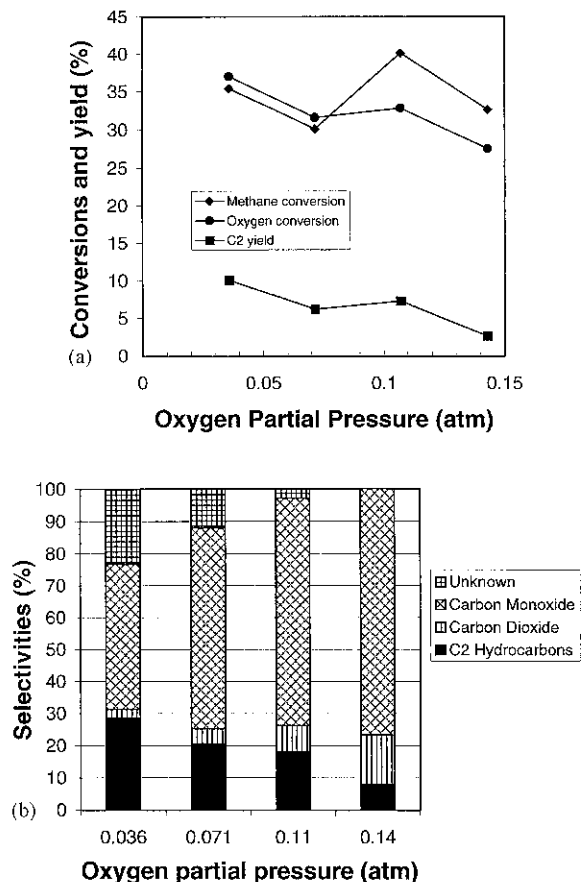 45
40
35
30
25
20
15
10
5
0
Conversions and yield (%)
Methane conversion
Oxygen conversion
C2 yield
(a)
0 0.05 0.1 0.15
Oxygen Partial Pressure (atm)
100
90
80
70
60
50
40
30
20
10
0
Selectivities (%)
Unknown
Carbon Monoxide
Carbon Dioxide
C2 Hydrocarbons
(b)
0.036 0.071 0.11 0.14
Oxygen partial pressure (atm)